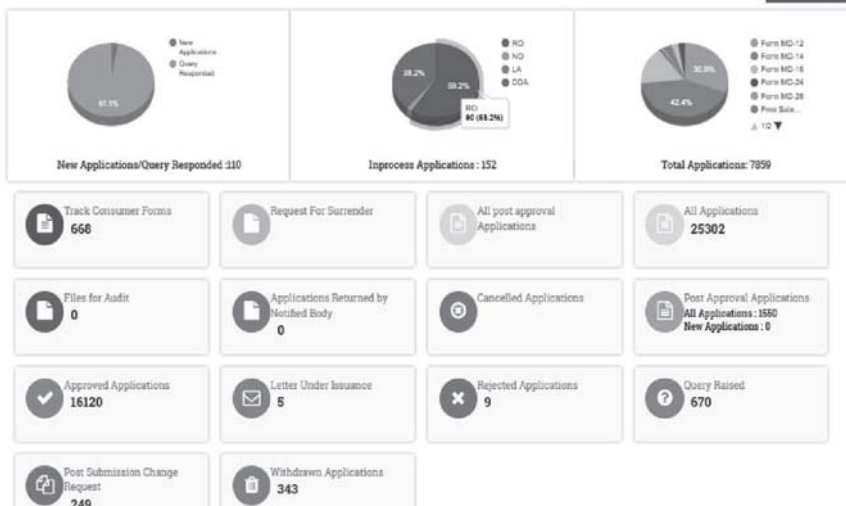 New
Applications
Query
Responded
97.3%
New Applications/Query Responded :110
RO
NO
LA
DDA
38.2%
59.2%
RO
90 (59.2%)
Inprocess Applications : 152
Form MD-12
Form MD-14
Form MD-16
Form MD-24
Form MD-28
Free Sale...
1/2
30.9%
42.4%
Total Applications: 7859
Track Consumer Forms
668
Request For Surrender
All post approval
Applications
All Applications
25302
Files for Audit
0
Applications Returned by
Notified Body
0
Cancelled Applications
Post Approval Applications
All Applications : 1550
New Applications : 0
Approved Applications
16120
Letter Under Issuance
5
Rejected Applications
9
Query Raised
670
Post Submission Change
Request
249
Withdrawn Applications
343